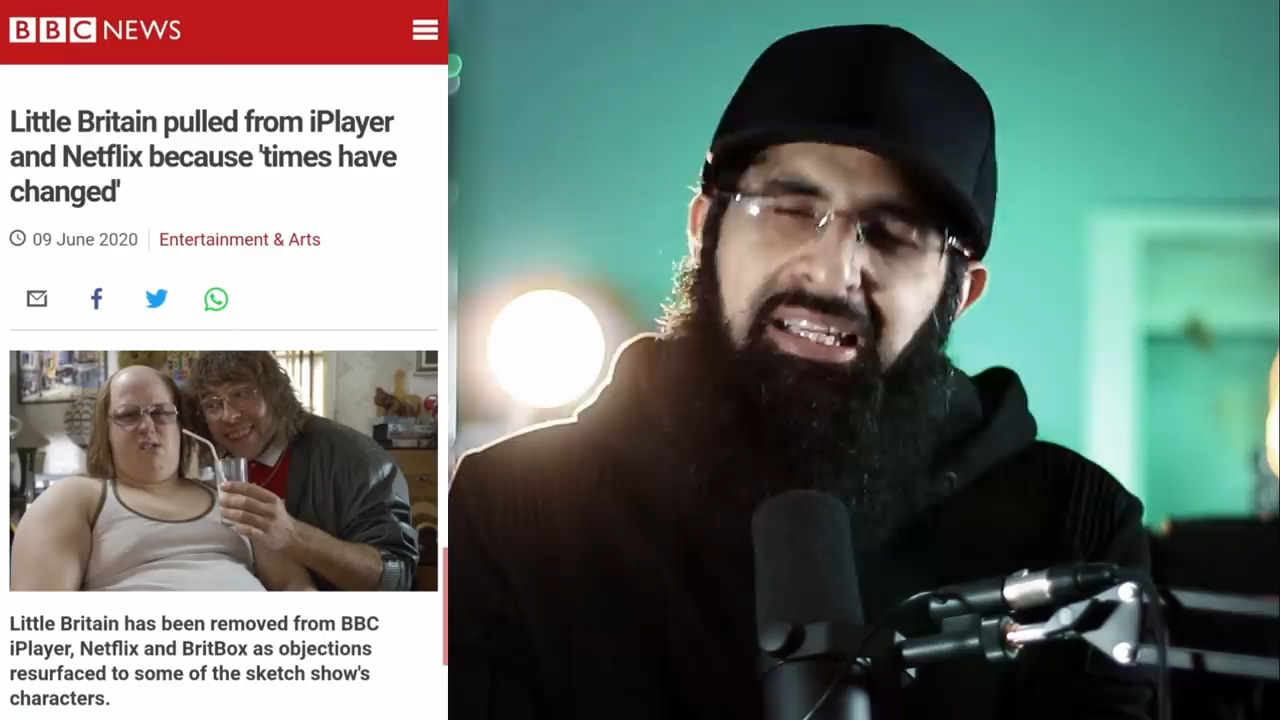 BBC NEWS
Little Britain pulled from iPlayer
and Netflix because 'times have
changed'
09 June 2020
Entertainment & Arts
Little Britain has been removed from BBC
iPlayer, Netflix and BritBox as objections
resurfaced to some of the sketch show's
characters.